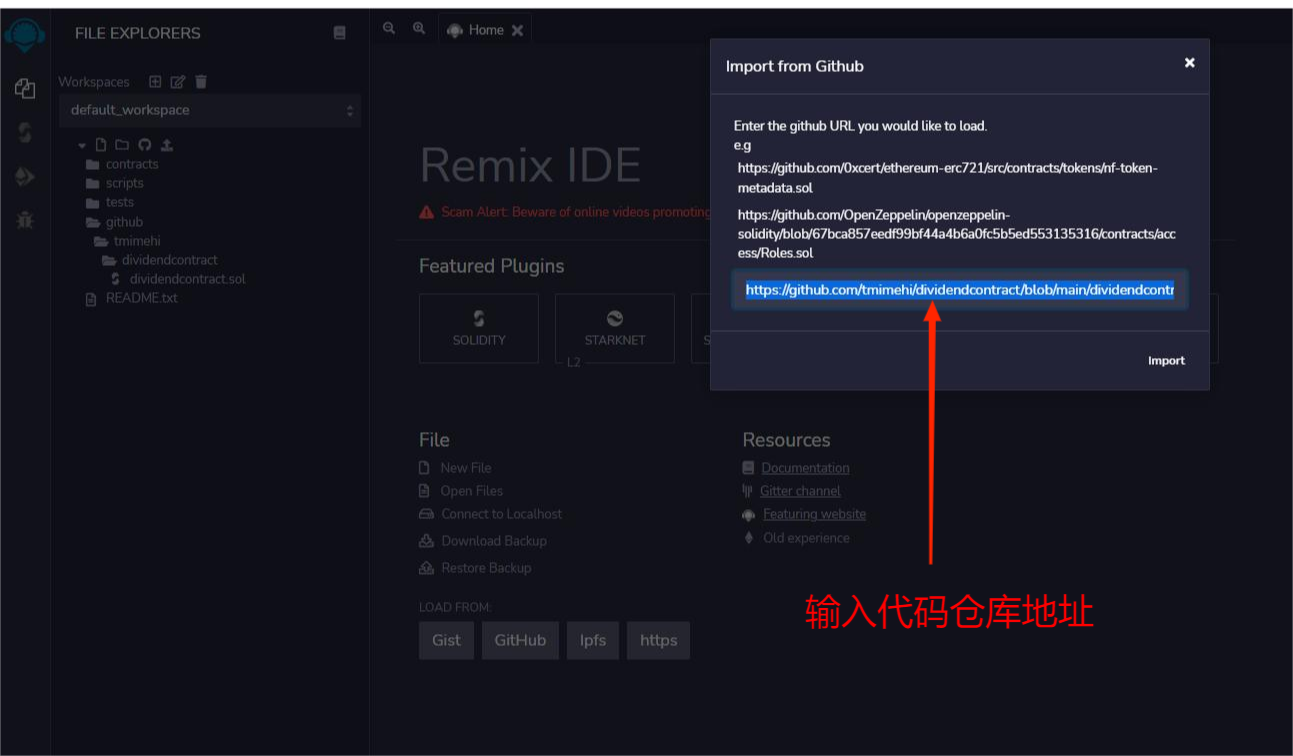 FILE EXPLORERS
Workspaces
default_workspace
contracts
scripts
tests
github
tmimehi
dividendcontract
dividendcontract.sol
README.txt
Home
Remix IDE
Scam Alert: Beware of online videos promoting
Featured Plugins
SOLIDITY
STARKNET
L2
S
File
New File
Open Files
Connect to Localhost
Download Backup
Restore Backup
LOAD FROM:
Gist GitHub Ipfs https
Resources
Documentation
Gitter channel
Featuring website
Old experience
Import from Github
Enter the github URL you would like to load.
e.g
https://github.com/0xcert/ethereum-erc721/src/contracts/tokens/nf-token-
metadata.sol
https://github.com/OpenZeppelin/openzeppelin-
solidity/blob/67bca857eedf99bf44a4b6a0fc5b5ed553135316/contracts/acc
ess/Roles.sol
https://github.com/tmimehi/dividendcontract/blob/main/dividendcontr
Import
输入代码仓库地址